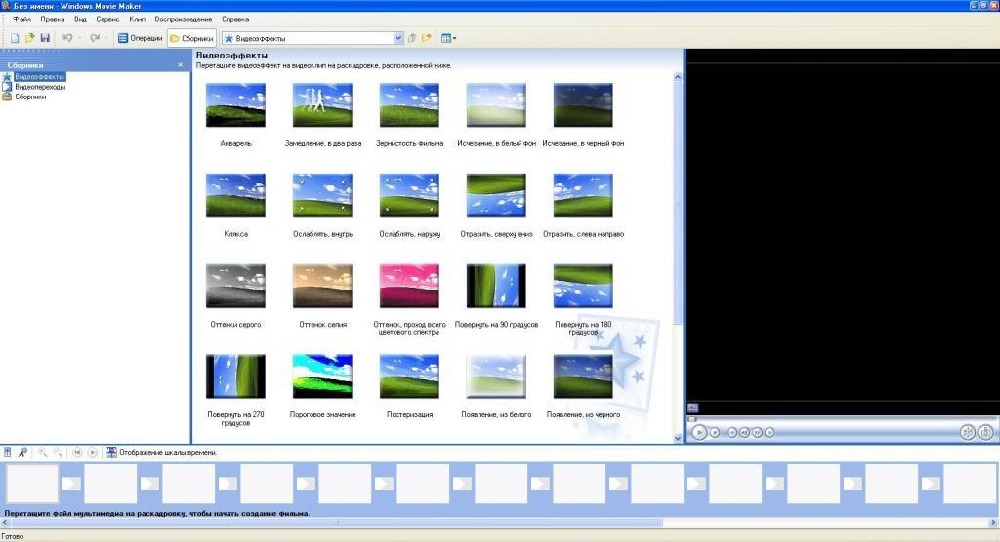 Без имени - Windows Movie Maker
Файл Правка Вид Сервис Клип Воспроизведение Справка
Операции Сборники Видеоэффекты
Сборники
Видеоэффекты
Видеопереходы
Сборники
Видеоэффекты
Перетащите видеоэффект на видеоклип на раскадровке, расположенной ниже.
Акварель
Замедление, в два раза
Зернистость фильма
Исчезание, в белый фон
Исчезание, в черный фон
Клякса
Ослаблять, внутрь
Ослаблять, наружу
Отразить, сверху вниз
Отразить, слева направо
Оттенки серого
Оттенок сепия
Оттенок, проход всего
цветового спектра
Повернуть на 90 градусов
Повернуть на 180
градусов
Повернуть на 270
градусов
Пороговое значение
Постеризация
Появление, из белого
Появление, из черного
Отображение шкалы времени.
Перетащите файл мультимедиа на раскадровку, чтобы начать создание фильма.
Готово